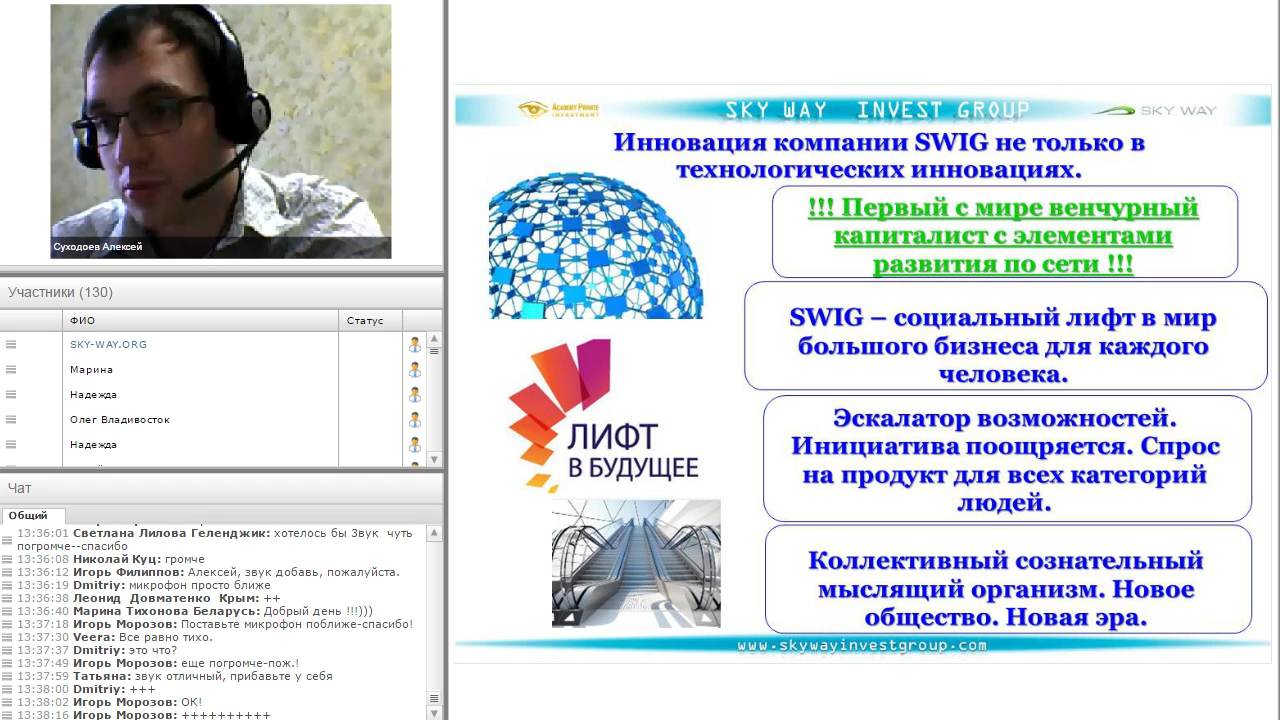 Суходоев Алексей
Участники (130)
ФИО
Статус
SKY-WAY.ORG
Марина
Надежда
Олег Владивосток
Надежда
Чат
Общий
13:36:01 Светлана Лилова Геленджик: хотелось бы Звук чуть
погромче--спасибо
13:36:08 Николай Куц: громче
13:36:12 Игорь Филиппов: Алексей, звук добавь, пожалуйста.
13:36:19 Dmitriy: микрофон просто ближе
13:36:38 Леонид Довматенко Крым: ++
13:36:40 Марина Тихонова Беларусь: Добрый день !!!)))
13:37:18 Игорь Морозов: Поставьте микрофон поближе-спасибо!
13:37:30 Veera: Все равно тихо.
13:37:37 Dmitriy: это что?
13:37:49 Игорь Морозов: еще погромче-пож.!
13:37:59 Татьяна: звук отличный, прибавьте у себя
13:38:00 Dmitriy: +++
13:38:02 Игорь Морозов: ОК!
13:38:16 Игорь Морозов: ++++++++++
ACADEMY PRIVATE
INVESTMENT
SKY WAY INVEST GROUP
SKY WAY
Инновация компании SWIG не только в
технологических инновациях.
!!! Первый с мире венчурный
капиталист с элементами
развития по сети !!!
SWIG – социальный лифт в мир
большого бизнеса для каждого
человека.
ЛИФТ
В БУДУЩЕЕ
Эскалатор возможностей.
Инициатива поощряется. Спрос
на продукт для всех категорий
людей.
Коллективный сознательный
мыслящий организм. Новое
общество. Новая эра.
www.skywayinvestgroup.com